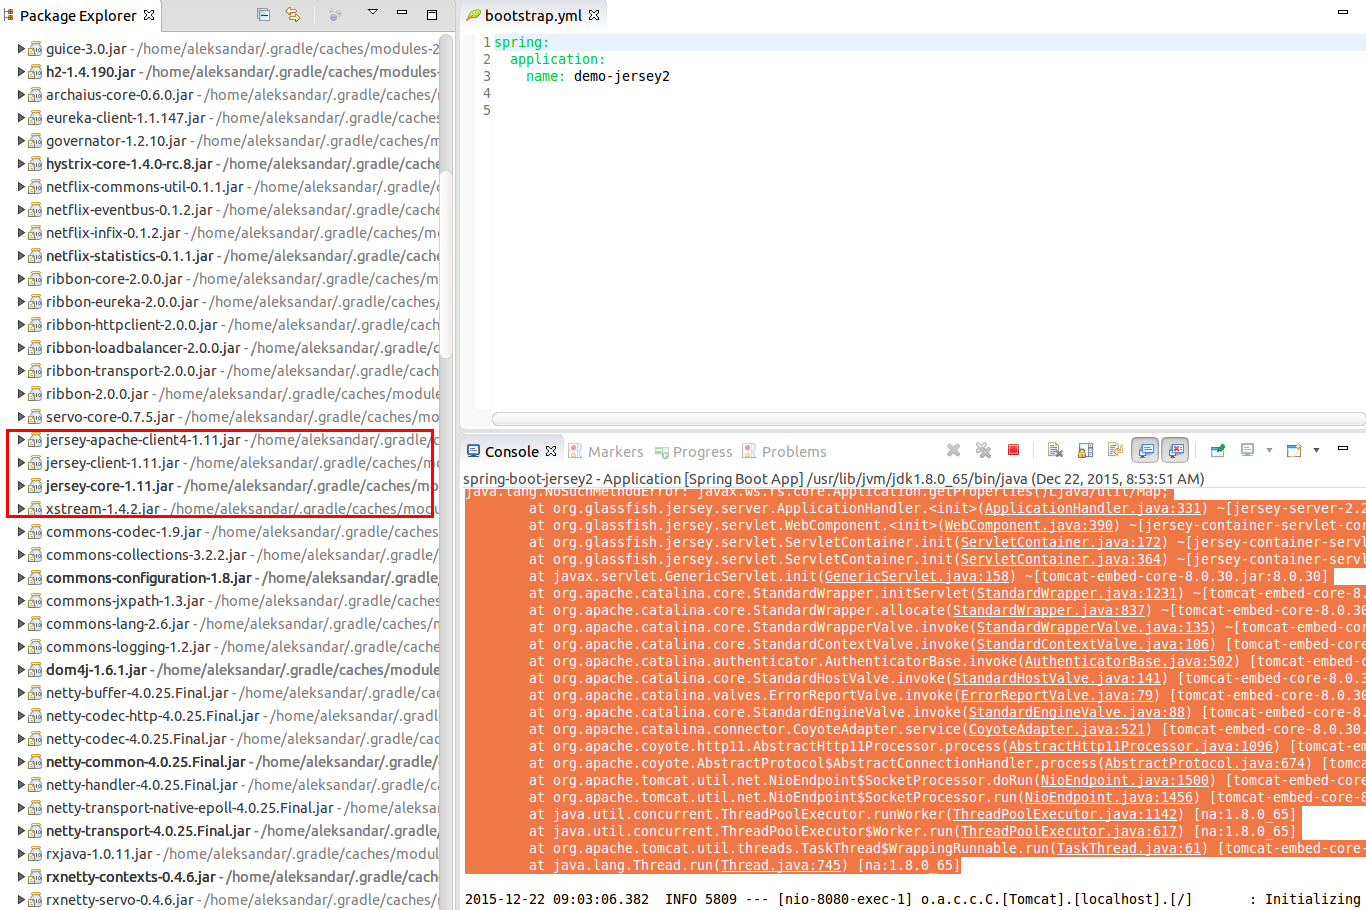 Package Explorer
guice-3.0.jar - /home/aleksandar/.gradle/caches/modules-2
h2-1.4.190.jar - /home/aleksandar/.gradle/caches/modules-
archaius-core-0.6.0.jar - /home/aleksandar/.gradle/caches/
eureka-client-1.1.147.jar - /home/aleksandar/.gradle/caches
governator-1.2.10.jar - /home/aleksandar/.gradle/caches/m
hystrix-core-1.4.0-rc.8.jar - /home/aleksandar/.gradle/cache
netflix-commons-util-0.1.1.jar - /home/aleksandar/.gradle/c
netflix-eventbus-0.1.2.jar - /home/aleksandar/.gradle/cache
netflix-infix-0.1.2.jar - /home/aleksandar/.gradle/caches/m
netflix-statistics-0.1.1.jar - /home/aleksandar/.gradle/cache
ribbon-core-2.0.0.jar - /home/aleksandar/.gradle/caches/m
ribbon-eureka-2.0.0.jar - /home/aleksandar/.gradle/caches/
ribbon-httpclient-2.0.0.jar - /home/aleksandar/.gradle/cach
ribbon-loadbalancer-2.0.0.jar - /home/aleksandar/.gradle/c
ribbon-transport-2.0.0.jar - /home/aleksandar/.gradle/cach
ribbon-2.0.0.jar - /home/aleksandar/.gradle/caches/module
servo-core-0.7.5.jar - /home/aleksandar/.gradle/caches/mo
jersey-apache-client4-1.11.jar - /home/aleksandar/.gradle/c
jersey-client-1.11.jar - /home/aleksandar/.gradle/caches/mo
jersey-core-1.11.jar - /home/aleksandar/.gradle/caches/mo
xstream-1.4.2.jar - /home/aleksandar/.gradle/caches/modu
commons-codec-1.9.jar - /home/aleksandar/.gradle/caches
commons-collections-3.2.2.jar - /home/aleksandar/.gradle/
commons-configuration-1.8.jar - /home/aleksandar/.gradle/
commons-jxpath-1.3.jar - /home/aleksandar/.gradle/caches
commons-lang-2.6.jar - /home/aleksandar/.gradle/caches/m
commons-logging-1.2.jar - /home/aleksandar/.gradle/cache
dom4j-1.6.1.jar - /home/aleksandar/.gradle/caches/module
netty-buffer-4.0.25.Final.jar - /home/aleksandar/.gradle/ca
netty-codec-http-4.0.25.Final.jar - /home/aleksandar/.grad
netty-codec-4.0.25.Final.jar - /home/aleksandar/.gradle/cac
netty-common-4.0.25.Final.jar - /home/aleksandar/.gradle/
netty-handler-4.0.25.Final.jar - /home/aleksandar/.gradle/c
netty-transport-native-epoll-4.0.25.Final.jar - /home/aleksa
netty-transport-4.0.25.Final.jar - /home/aleksandar/.gradle
rxjava-1.0.11.jar - /home/aleksandar/.gradle/caches/modul
rxnetty-contexts-0.4.6.jar - /home/aleksandar/.gradle/cach
rxnetty-servo-0.4.6.jar - /home/aleksandar/.gradle/caches/
bootstrap.yml
1 spring:
2 application:
3 name: demo-jersey2
4
5
Console Markers Progress Problems
spring-boot-jersey2 - Application [Spring Boot App] /usr/lib/jvm/jdk1.8.0_65/bin/java (Dec 22, 2015, 8:53:51 AM)
java.lang.NoSuchMethodError: javax.ws.rs.core.Application.getProperties()Ljava/util/Map;
at org.glassfish.jersey.server.ApplicationHandler.<init>(ApplicationHandler.java:331) ~[jersey-server-2.2
at org.glassfish.jersey.servlet.WebComponent.<init>(WebComponent.java:390) ~[jersey-container-servlet-cor
at org.glassfish.jersey.servlet.ServletContainer.init(ServletContainer.java:172) ~[jersey-container-servl
at org.glassfish.jersey.servlet.ServletContainer.init(ServletContainer.java:364) ~[jersey-container-servl
at javax.servlet.GenericServlet.init(GenericServlet.java:158) ~[tomcat-embed-core-8.0.30.jar:8.0.30]
at org.apache.catalina.core.StandardWrapper.initServlet(StandardWrapper.java:1231) ~[tomcat-embed-core-8.
at org.apache.catalina.core.StandardWrapper.allocate(StandardWrapper.java:837) ~[tomcat-embed-core-8.0.30
at org.apache.catalina.core.StandardWrapperValve.invoke(StandardWrapperValve.java:135) ~[tomcat-embed-cor
at org.apache.catalina.core.StandardContextValve.invoke(StandardContextValve.java:106) [tomcat-embed-core
at org.apache.catalina.authenticator.AuthenticatorBase.invoke(AuthenticatorBase.java:502) [tomcat-embed-c
at org.apache.catalina.core.StandardHostValve.invoke(StandardHostValve.java:141) [tomcat-embed-core-8.0.3
at org.apache.catalina.valves.ErrorReportValve.invoke(ErrorReportValve.java:79) [tomcat-embed-core-8.0.30
at org.apache.catalina.core.StandardEngineValve.invoke(StandardEngineValve.java:88) [tomcat-embed-core-8.
at org.apache.catalina.connector.CoyoteAdapter.service(CoyoteAdapter.java:521) [tomcat-embed-core-8.0.30.
at org.apache.coyote.http11.AbstractHttp11Processor.process(AbstractHttp11Processor.java:1096) [tomcat-em
at org.apache.coyote.AbstractProtocol$AbstractConnectionHandler.process(AbstractProtocol.java:674) [tomca
at org.apache.tomcat.util.net.NioEndpoint$SocketProcessor.doRun(NioEndpoint.java:1500) [tomcat-embed-core
at org.apache.tomcat.util.net.NioEndpoint$SocketProcessor.run(NioEndpoint.java:1456) [tomcat-embed-core-8
at java.util.concurrent.ThreadPoolExecutor.runWorker(ThreadPoolExecutor.java:1142) [na:1.8.0_65]
at java.util.concurrent.ThreadPoolExecutor$Worker.run(ThreadPoolExecutor.java:617) [na:1.8.0_65]
at org.apache.tomcat.util.threads.TaskThread$WrappingRunnable.run(TaskThread.java:61) [tomcat-embed-core-
at java.lang.Thread.run(Thread.java:745) [na:1.8.0_65]
2015-12-22 09:03:06.382 INFO 5809 --- [nio-8080-exec-1] o.a.c.c.C.[Tomcat].[localhost].[/] : Initializing